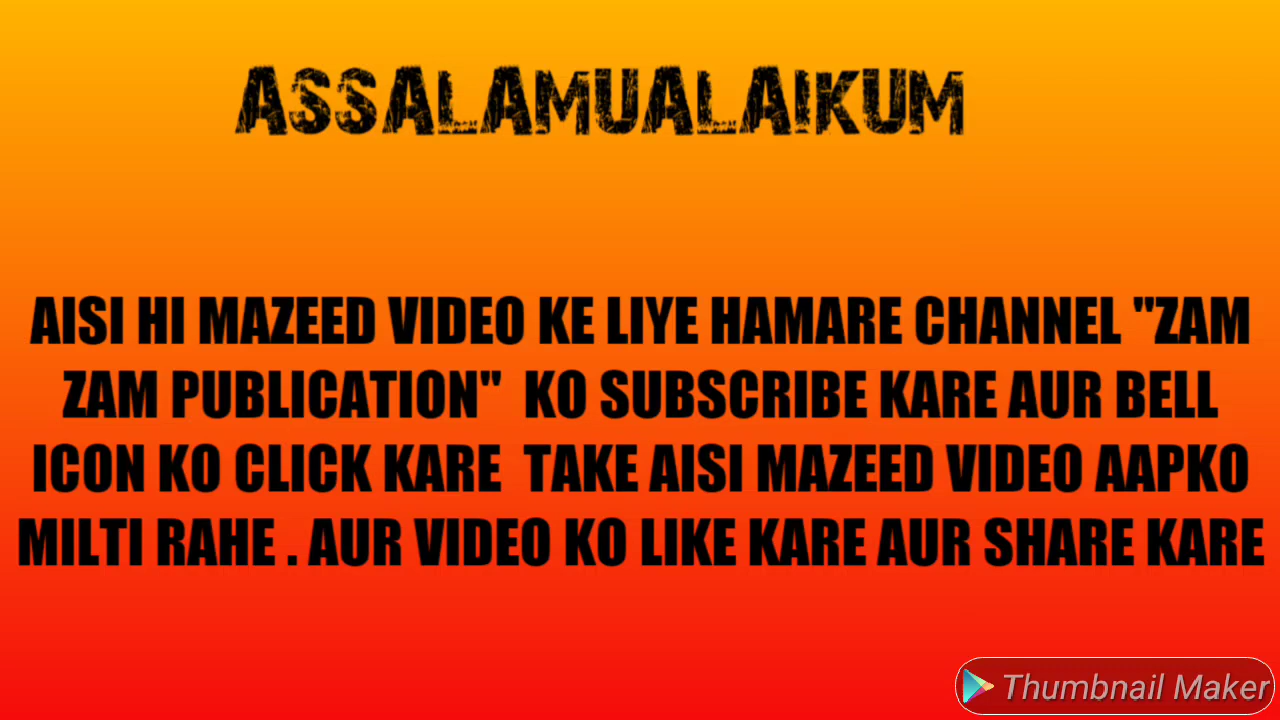 ASSALAMUALAIKUM
AISI HI MAZEED VIDEO KE LIYE HAMARE CHANNEL "ZAM
ZAM PUBLICATION" KO SUBSCRIBE KARE AUR BELL
ICON KO CLICK KARE TAKE AISI MAZEED VIDEO AAPKO
MILTI RAHE . AUR VIDEO KO LIKE KARE AUR SHARE KARE
Thumbnail Maker